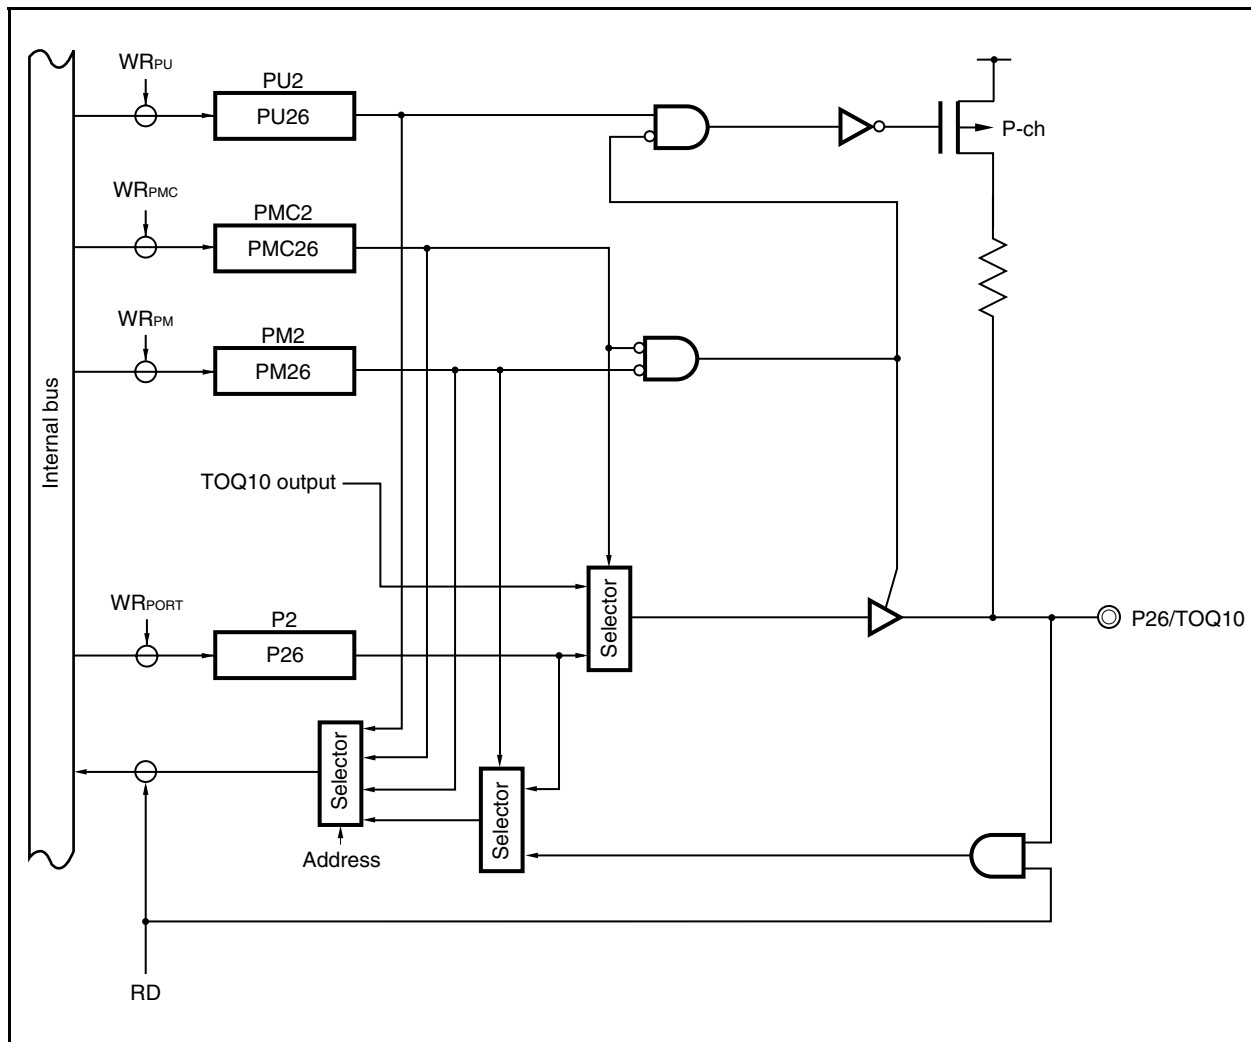 WRPU
PU2
PU26
P-ch
WRPMC
PMC2
PMC26
WRPM
PM2
PM26
Internal bus
TOQ10 output
WRPORT
P2
P26
Selector
P26/TOQ10
Selector
Selector
Address
RD